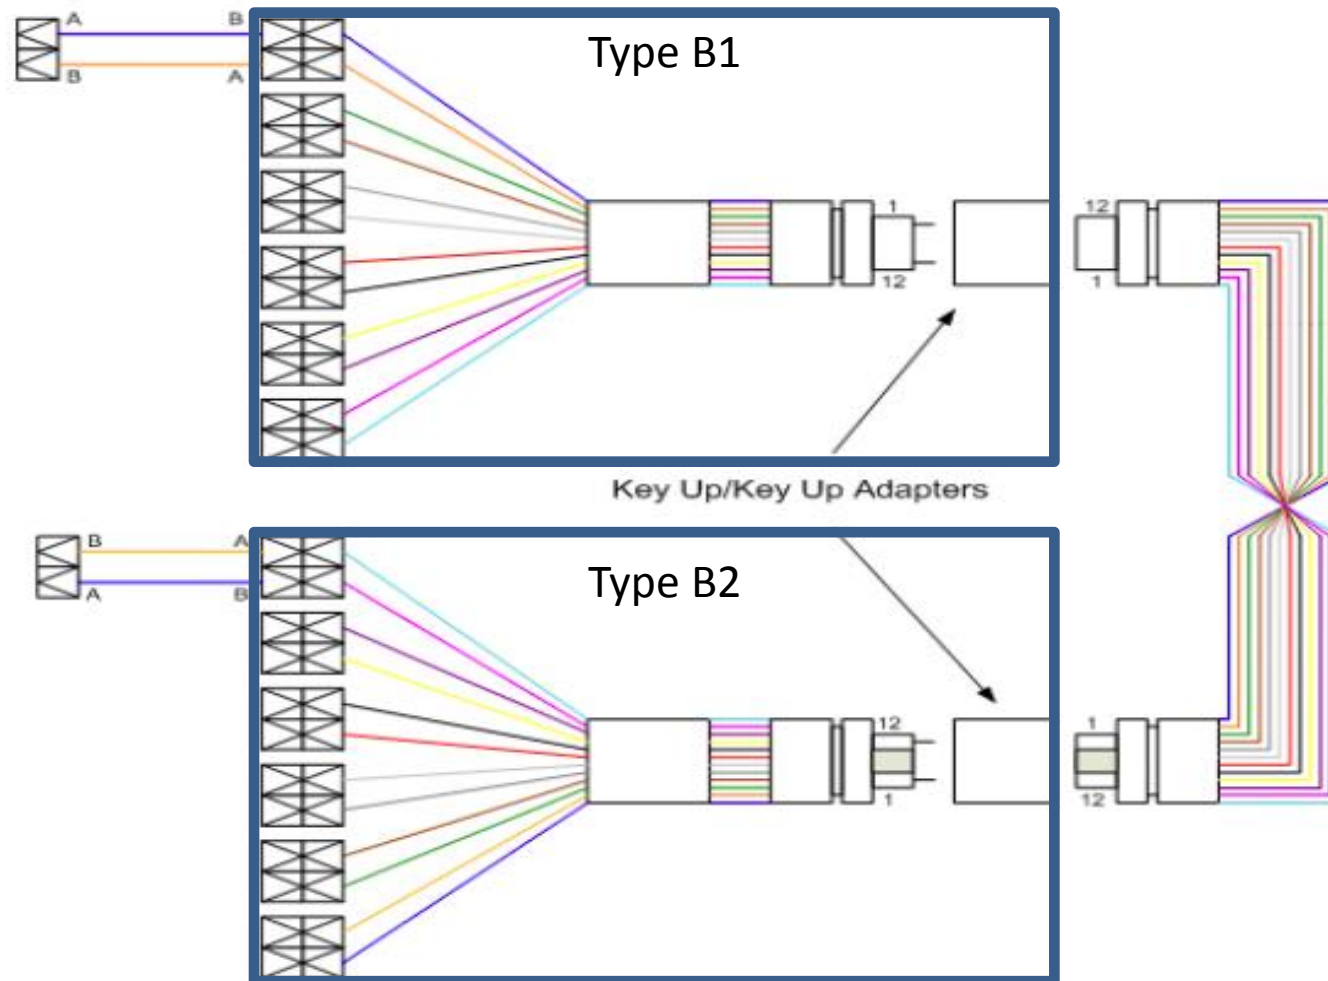 A B
Type B1
B A
1 12
12 1
Key Up/Key Up Adapters
B A
Type B2
A B
12 1
1 12